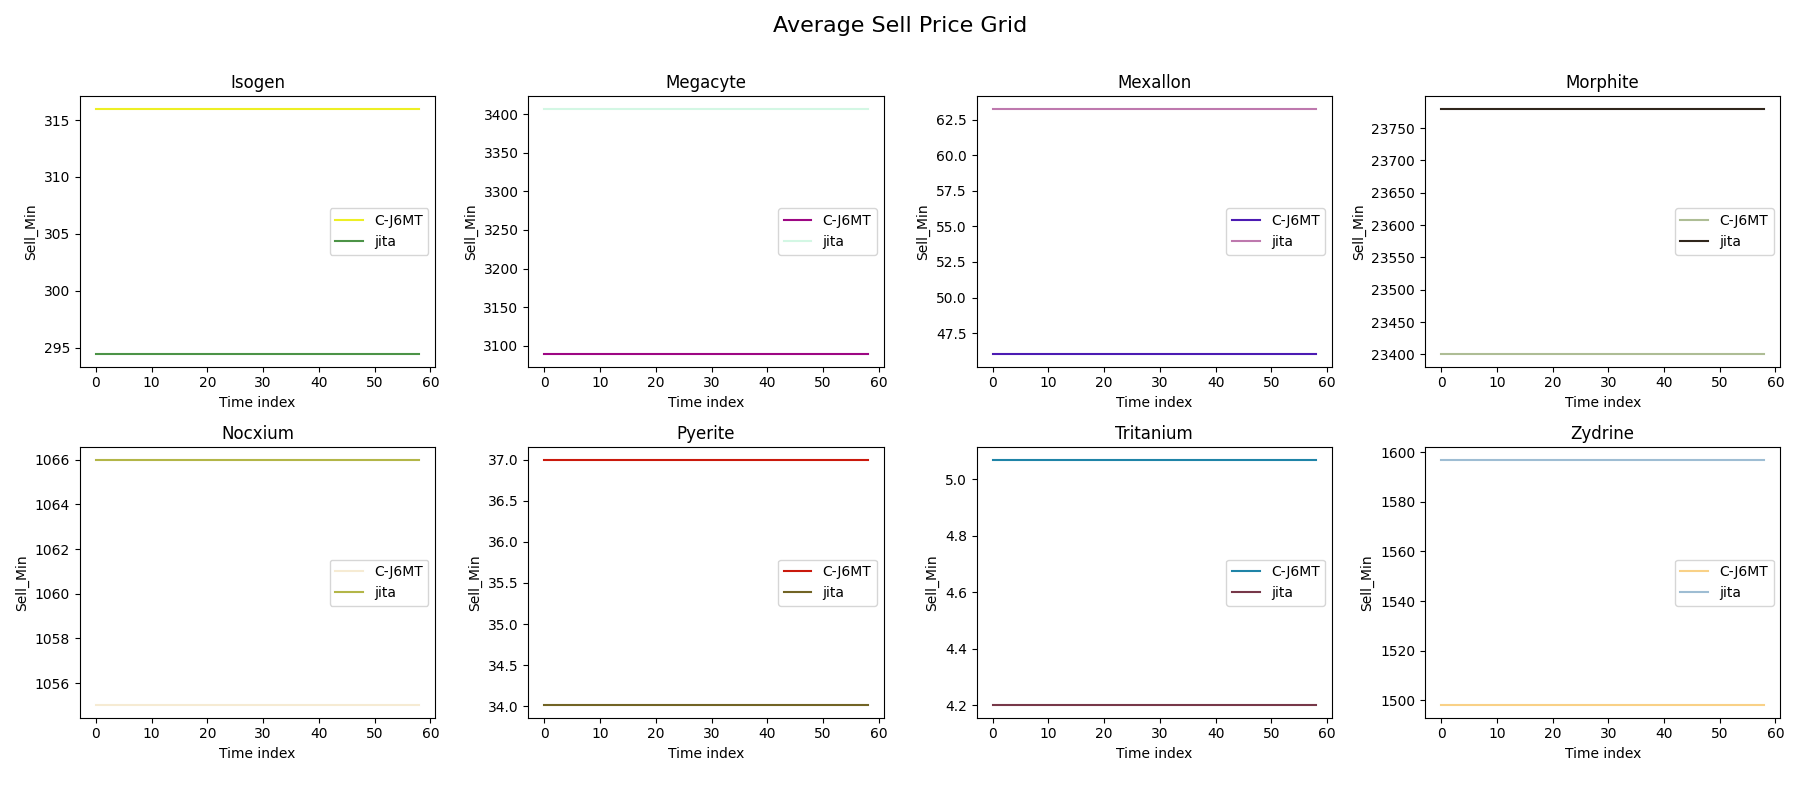 Average Sell Price Grid
Isogen
Sell_Min
315
310
305
300
295
C-J6MT
jita
0 10 20 30 40 50 60
Time index
Megacyte
Sell_Min
3400
3350
3300
3250
3200
3150
3100
C-J6MT
jita
0 10 20 30 40 50 60
Time index
Mexallon
Sell_Min
62.5
60.0
57.5
55.0
52.5
50.0
47.5
C-J6MT
jita
0 10 20 30 40 50 60
Time index
Morphite
Sell_Min
23750
23700
23650
23600
23550
23500
23450
23400
C-J6MT
jita
0 10 20 30 40 50 60
Time index
Nocxium
Sell_Min
1066
1064
1062
1060
1058
1056
C-J6MT
jita
0 10 20 30 40 50 60
Time index
Pyerite
Sell_Min
37.0
36.5
36.0
35.5
35.0
34.5
34.0
C-J6MT
jita
0 10 20 30 40 50 60
Time index
Tritanium
Sell_Min
5.0
4.8
4.6
4.4
4.2
C-J6MT
jita
0 10 20 30 40 50 60
Time index
Zydrine
Sell_Min
1600
1580
1560
1540
1520
1500
C-J6MT
jita
0 10 20 30 40 50 60
Time index